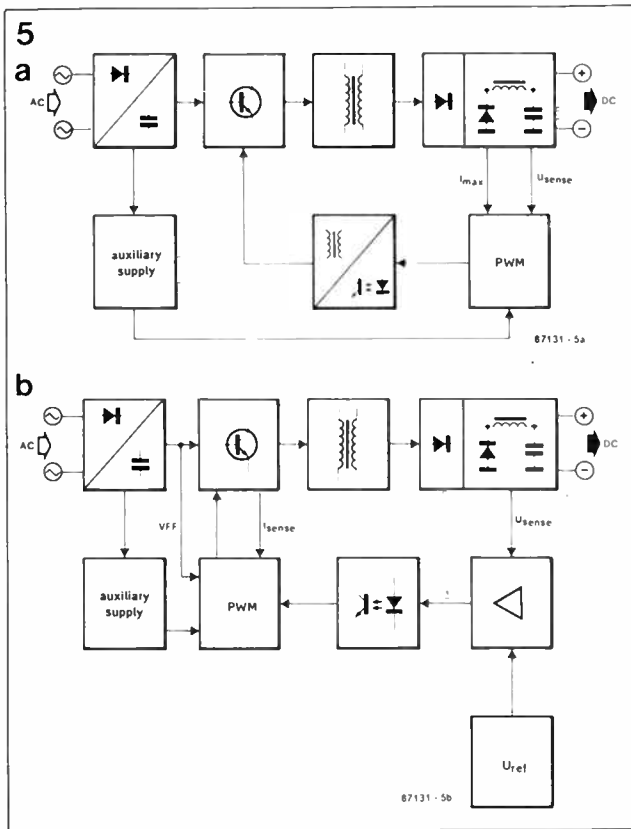 5
a
AC
+
−
DC
Imax
Usense
auxiliary
supply
PWM
87131 - 5a
b
AC
+
−
DC
VFF
Isense
Usense
auxiliary
supply
PWM
Uref
87131 - 5b